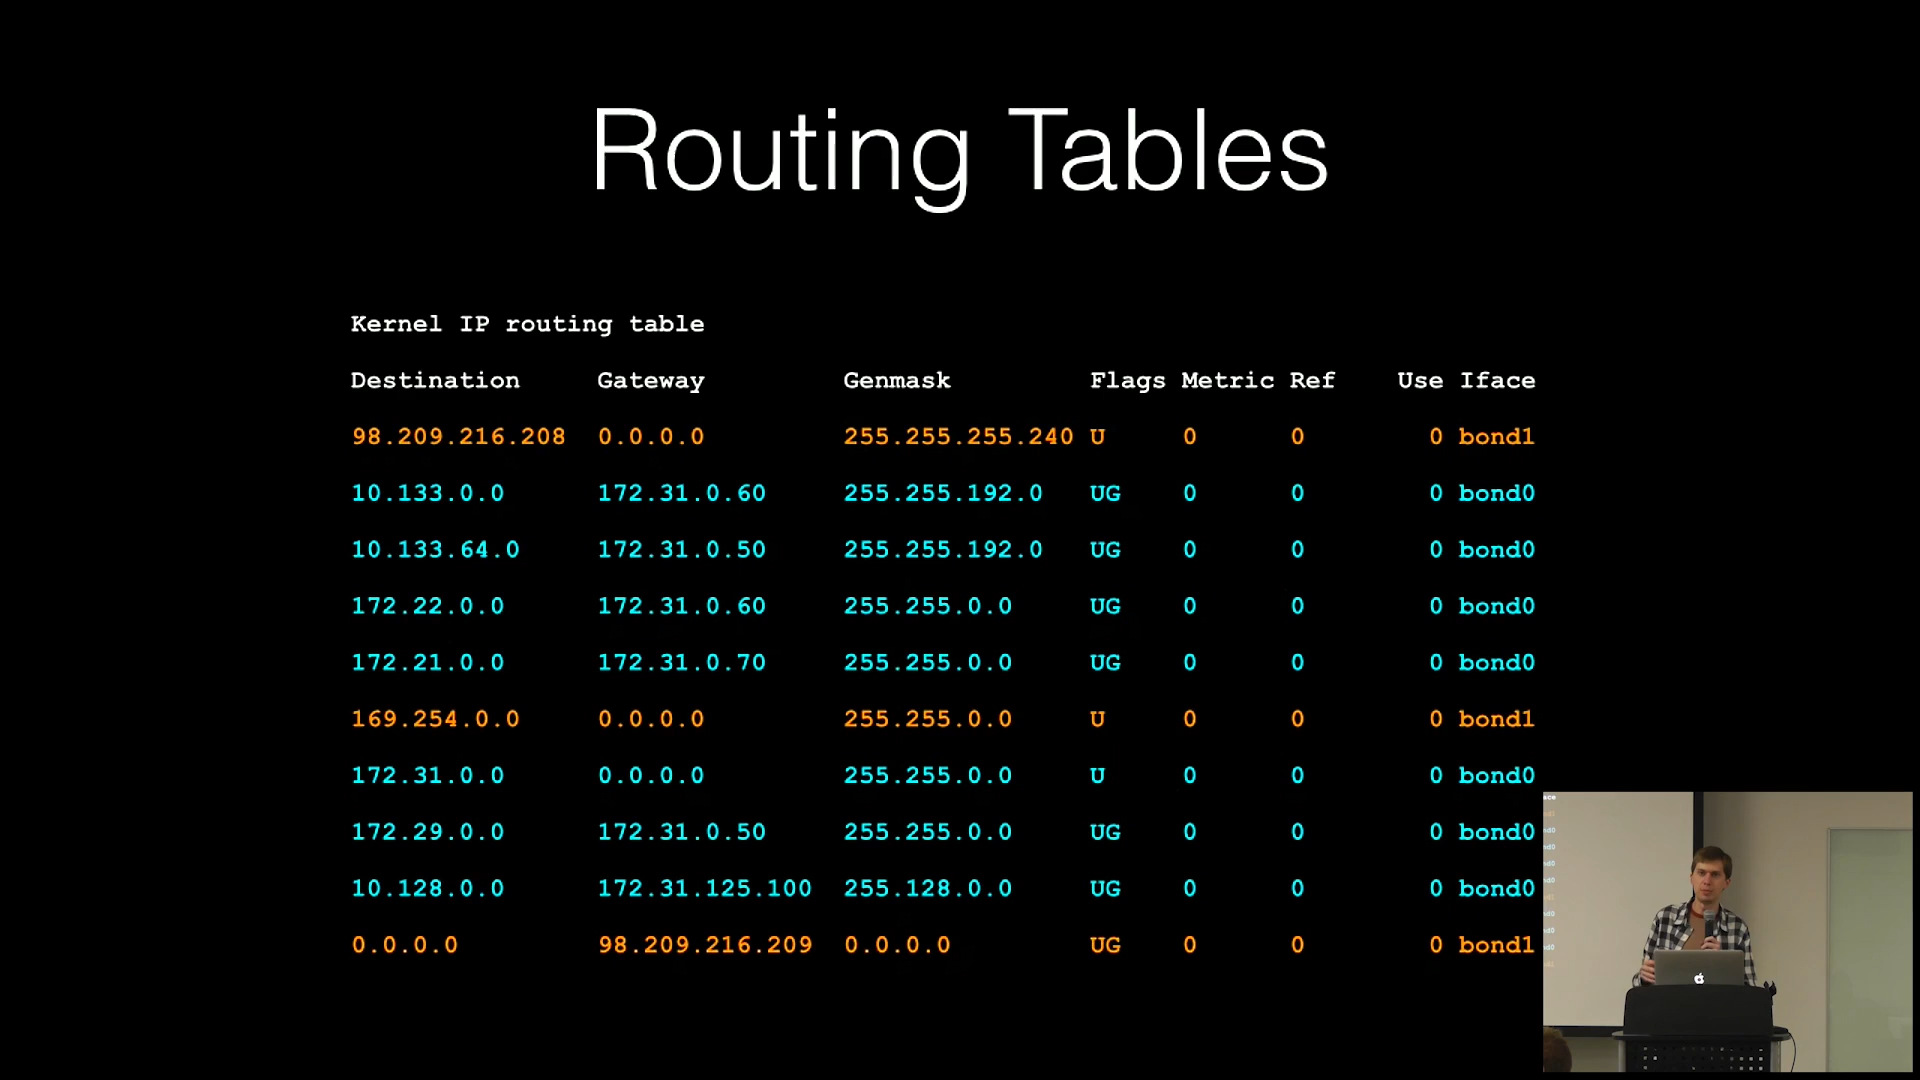 Routing Tables
Kernel IP routing table
Destination Gateway Genmask Flags Metric Ref Use Iface
98.209.216.208 0.0.0.0 255.255.255.240 U 0 0 0 bond1
10.133.0.0 172.31.0.60 255.255.192.0 UG 0 0 0 bond0
10.133.64.0 172.31.0.50 255.255.192.0 UG 0 0 0 bond0
172.22.0.0 172.31.0.60 255.255.0.0 UG 0 0 0 bond0
172.21.0.0 172.31.0.70 255.255.0.0 UG 0 0 0 bond0
169.254.0.0 0.0.0.0 255.255.0.0 U 0 0 0 bond1
172.31.0.0 0.0.0.0 255.255.0.0 U 0 0 0 bond0
172.29.0.0 172.31.0.50 255.255.0.0 UG 0 0 0 bond0
10.128.0.0 172.31.125.100 255.128.0.0 UG 0 0 0 bond0
0.0.0.0 98.209.216.209 0.0.0.0 UG 0 0 0 bond1